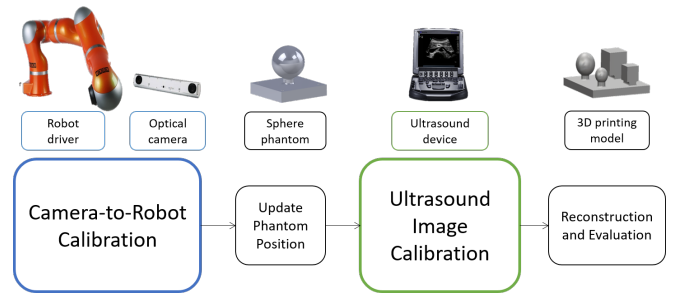 Robot
driver
Optical
camera
Sphere
phantom
Ultrasound
device
3D printing
model
Camera-to-Robot
Calibration
Update
Phantom
Position
Ultrasound
Image
Calibration
Reconstruction
and Evaluation